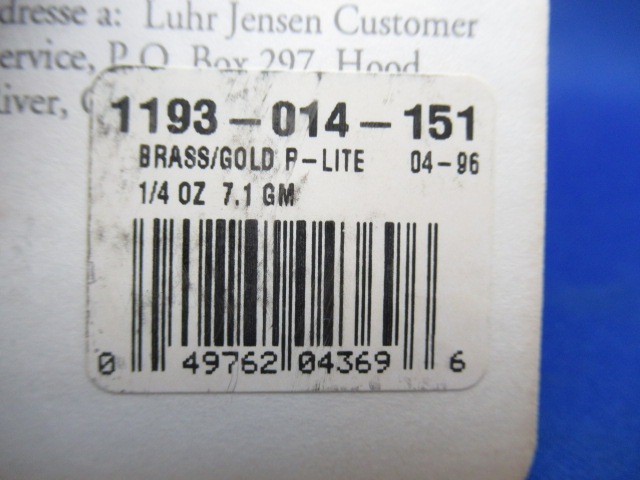 dresse a: Luhr Jensen Customer
ervice, P.O. Box 297, Hood
iver,
1193-014-151
BRASS/GOLD P-LITE 04-96
1/4 OZ 7.1 GM
0 49762 04369 6